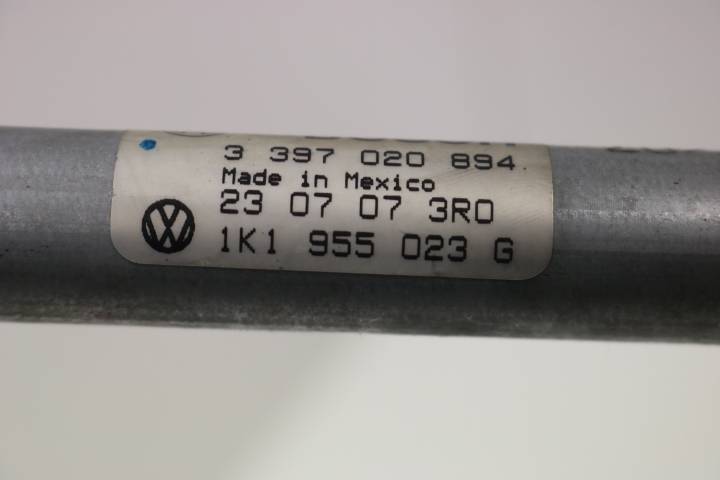 3 397 020 894
Made in Mexico
23 07 07 3R0
1K1 955 023 G